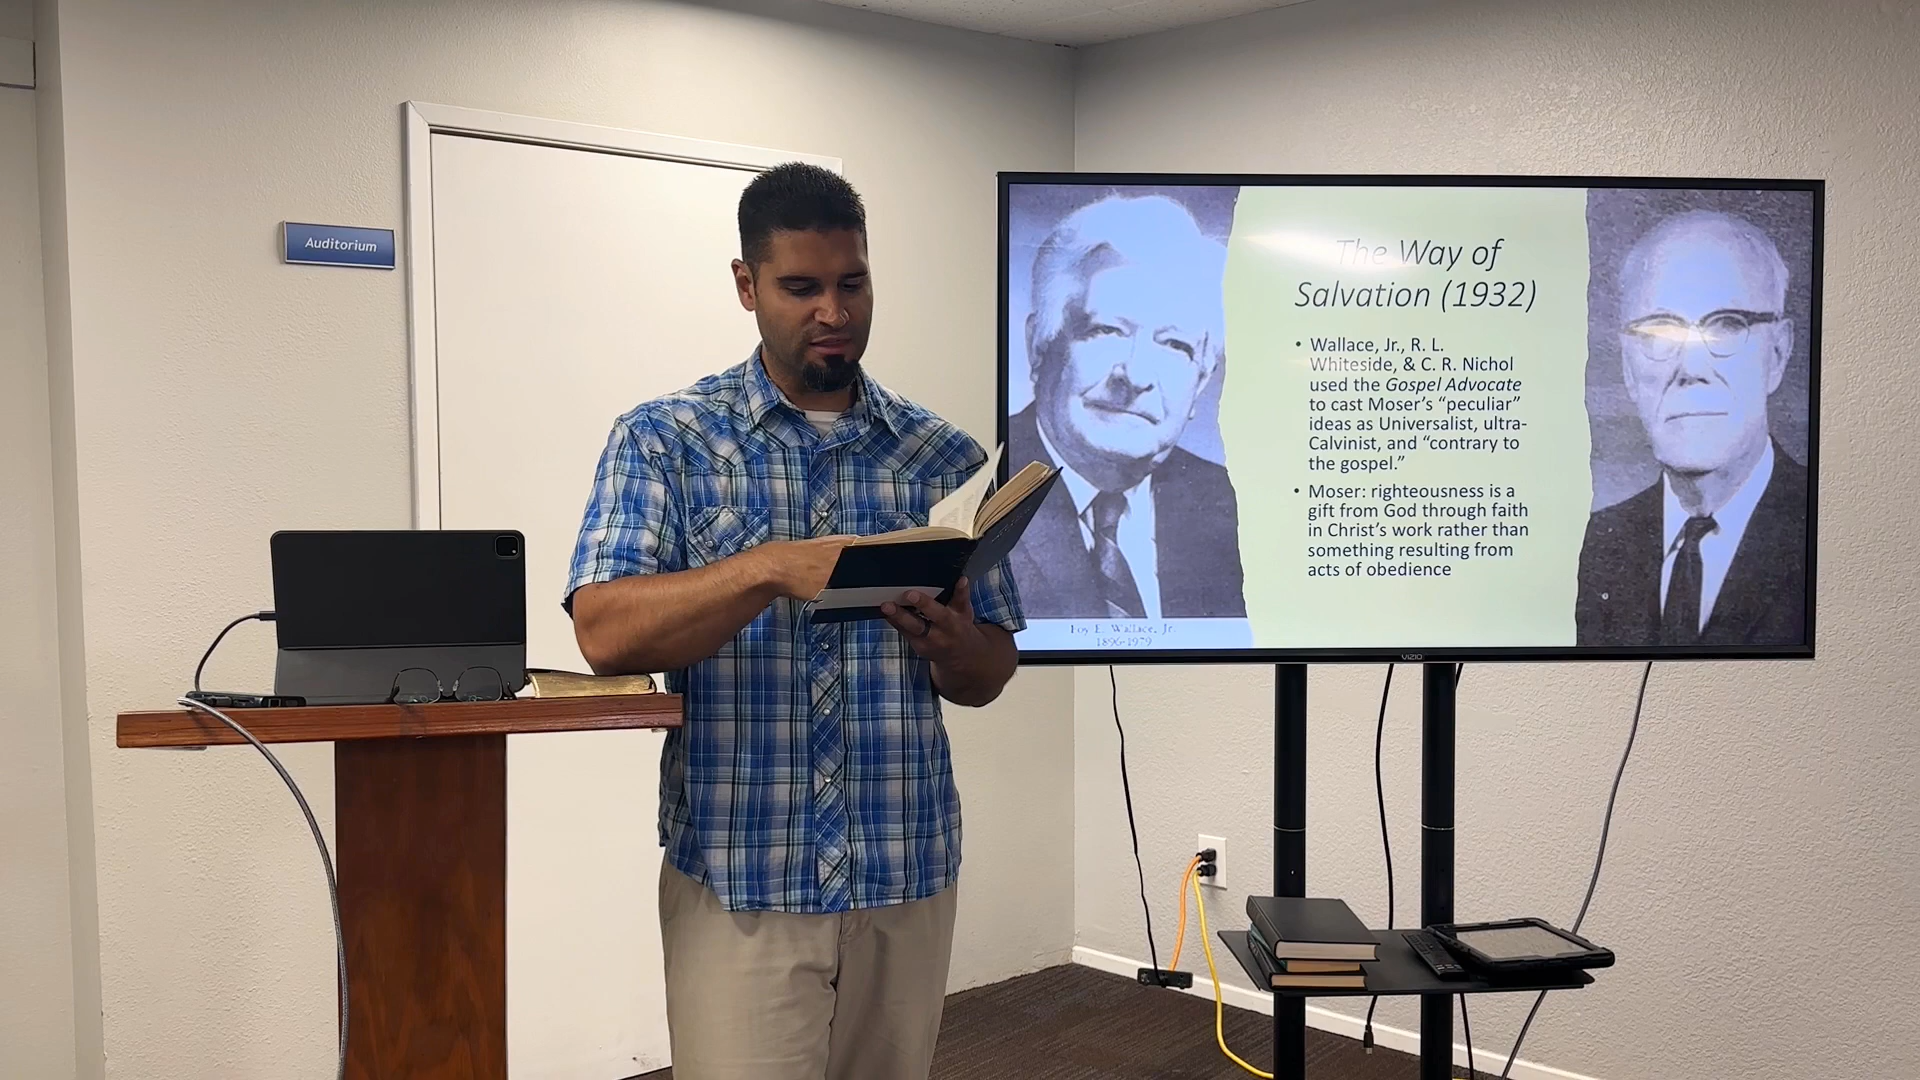 Auditorium
The Way of
Salvation (1932)
• Wallace, Jr., R. L.
Whiteside, & C. R. Nichol
used the Gospel Advocate
to cast Moser's “peculiar”
ideas as Universalist, ultra-
Calvinist, and “contrary to
the gospel.”
• Moser: righteousness is a
gift from God through faith
in Christ's work rather than
something resulting from
acts of obedience
Foy E. Wallace, Jr.
1896-1979
VIZIO